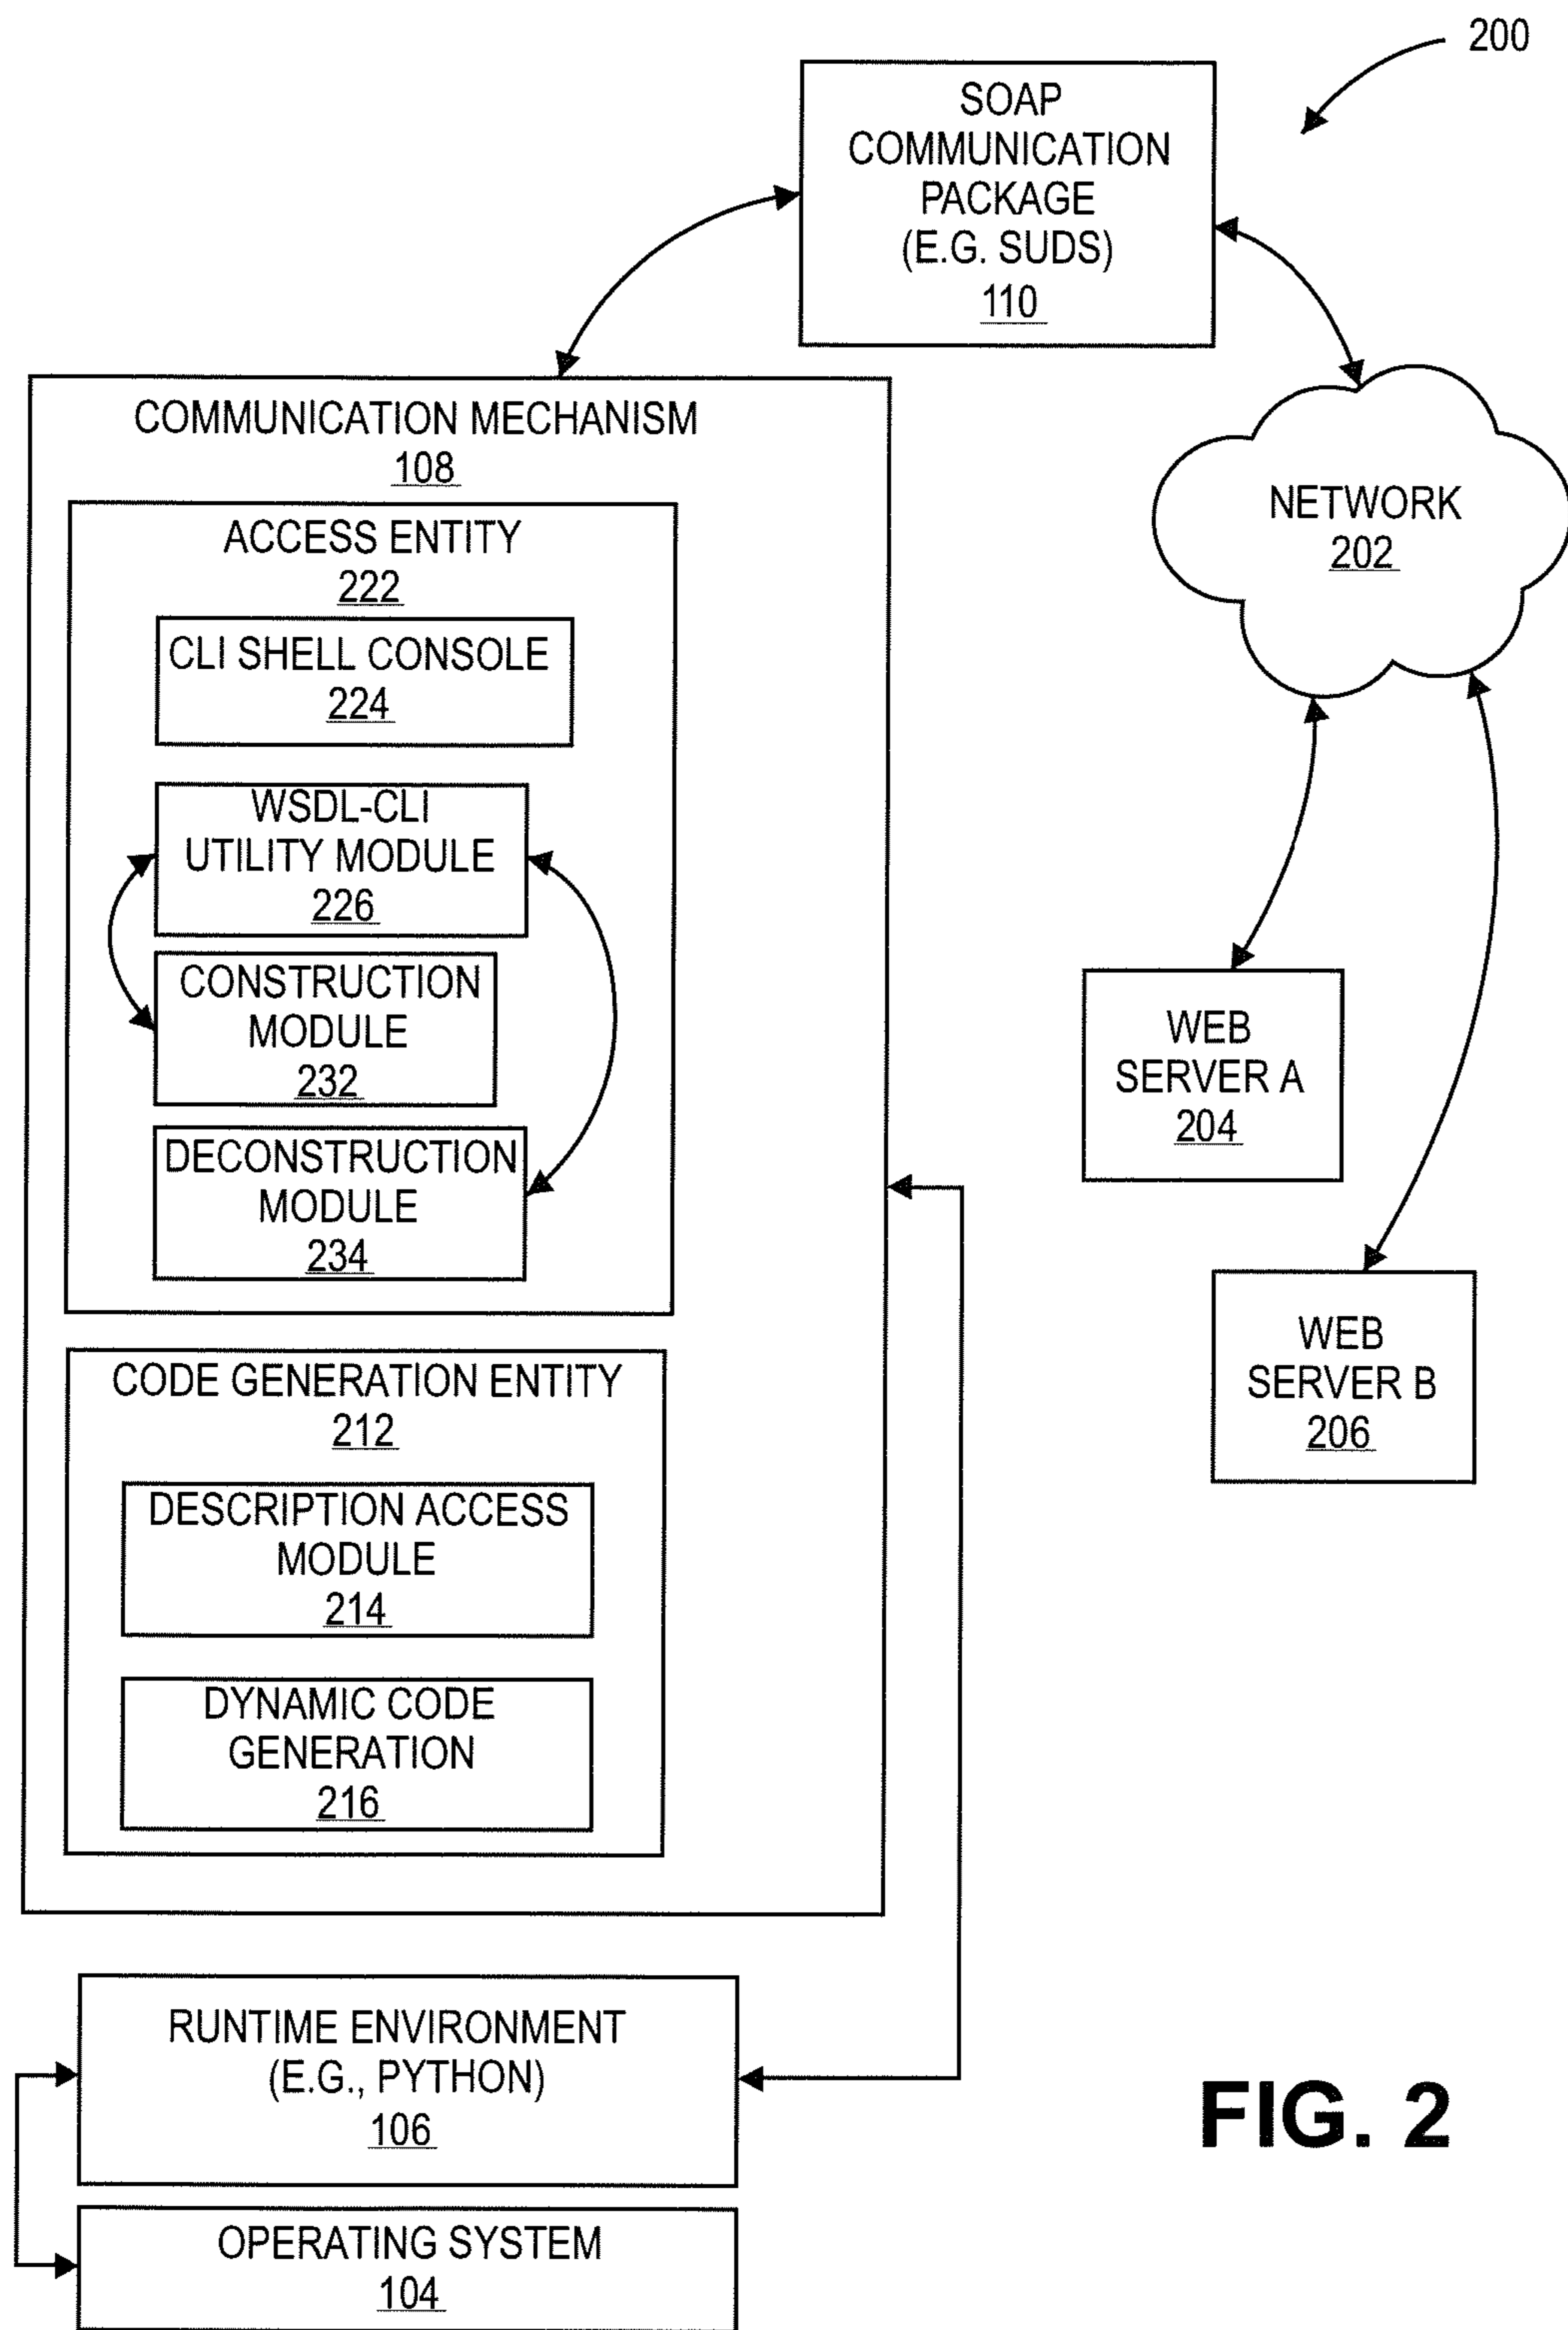 200
SOAP
COMMUNICATION
PACKAGE
(E.G. SUDS)
110
COMMUNICATION MECHANISM
108
ACCESS ENTITY
222
CLI SHELL CONSOLE
224
WSDL-CLI
UTILITY MODULE
226
CONSTRUCTION
MODULE
232
DECONSTRUCTION
MODULE
234
CODE GENERATION ENTITY
212
DESCRIPTION ACCESS
MODULE
214
DYNAMIC CODE
GENERATION
216
NETWORK
202
WEB
SERVER A
204
WEB
SERVER B
206
RUNTIME ENVIRONMENT
(E.G., PYTHON)
106
OPERATING SYSTEM
104
FIG. 2